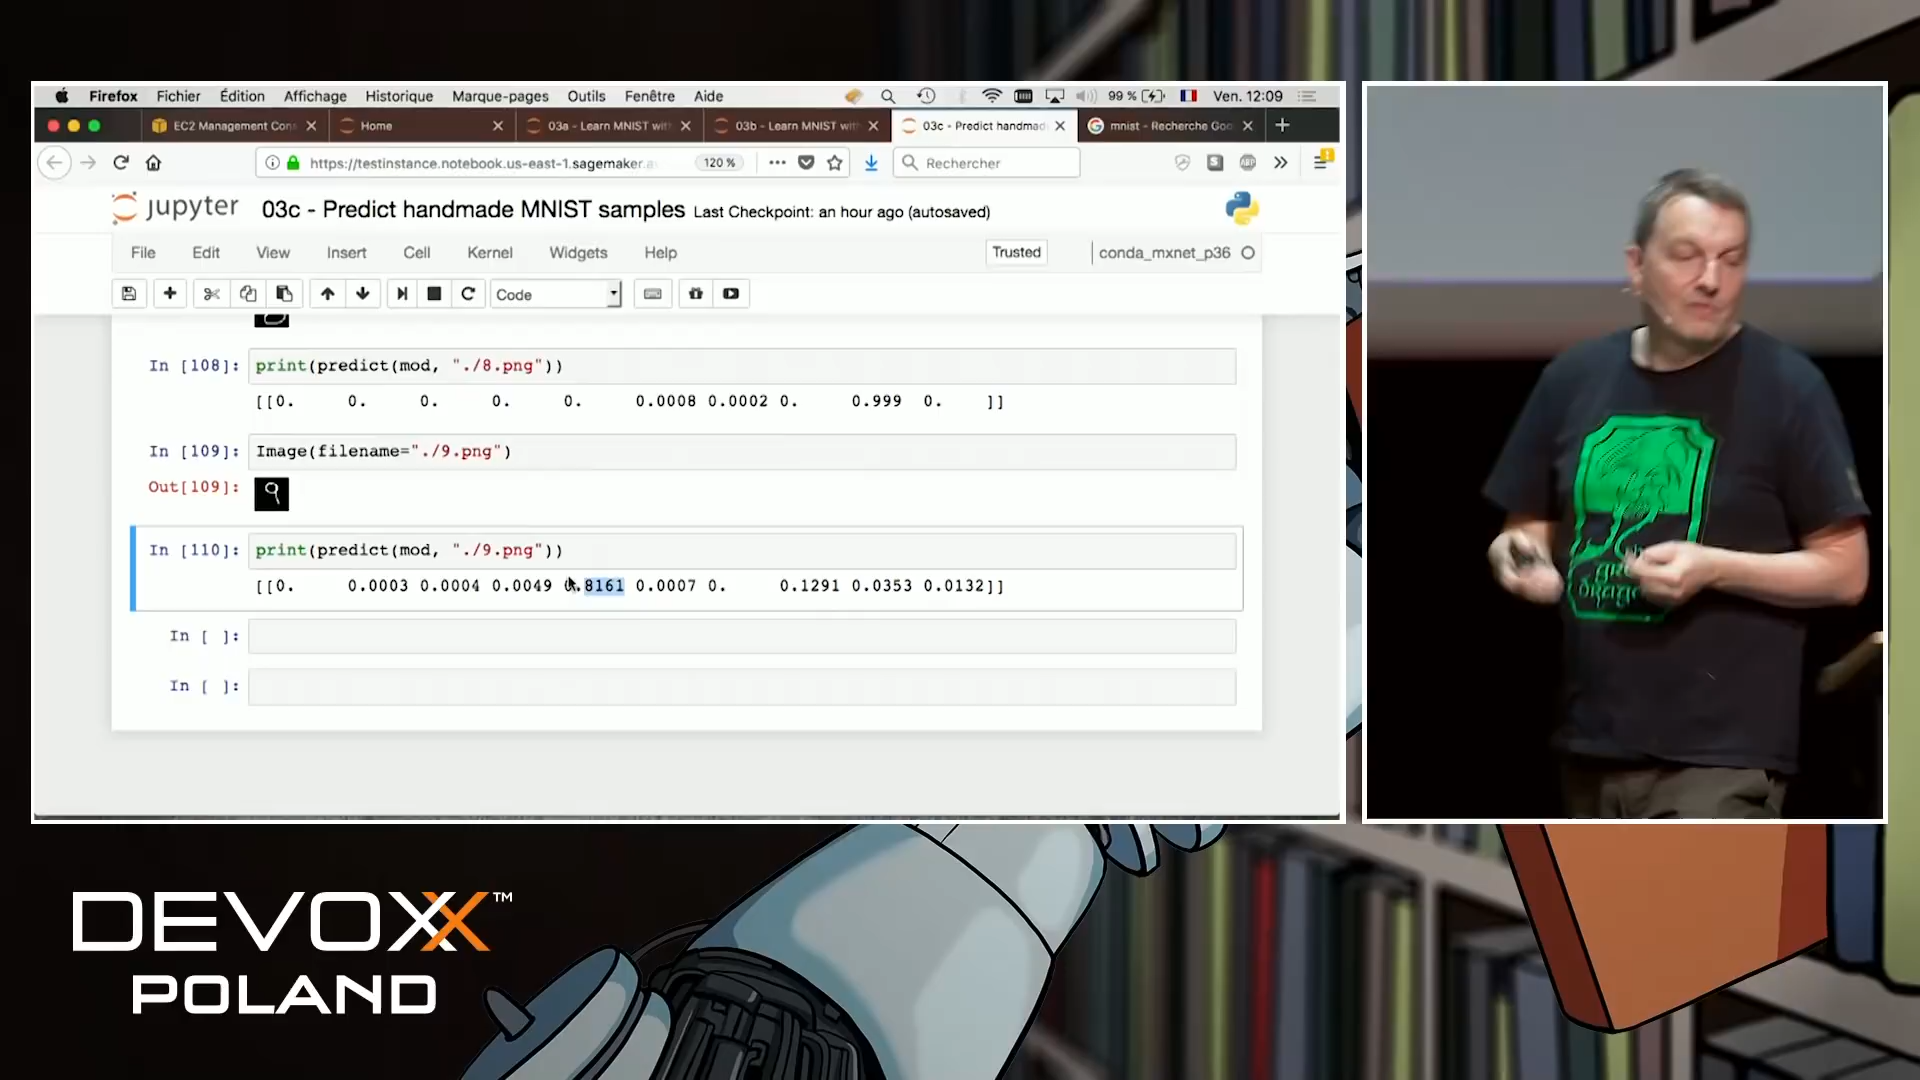 Firefox Fichier Édition Affichage Historique Marque-pages Outils Fenêtre Aide 99 % Ven. 12:09
EC2 Management Con Home 03a - Learn MNIST wit 03b - Learn MNIST wit 03c - Predict handmad mnist - Recherche Goo
https://testinstance.notebook.us-east-1.sagemaker.a 120 % Rechercher
jupyter 03c - Predict handmade MNIST samples Last Checkpoint: an hour ago (autosaved)
File Edit View Insert Cell Kernel Widgets Help Trusted conda_mxnet_p36
Code
In [108]: print(predict(mod, "./8.png"))
[[0. 0. 0. 0. 0. 0.0008 0.0002 0. 0.999 0. ]]
In [109]: Image(filename="./9.png")
Out[109]: 9
In [110]: print(predict(mod, "./9.png"))
[[0. 0.0003 0.0004 0.0049 0.8161 0.0007 0. 0.1291 0.0353 0.0132]]
In [ ]:
In [ ]:
DEVOXX™
POLAND